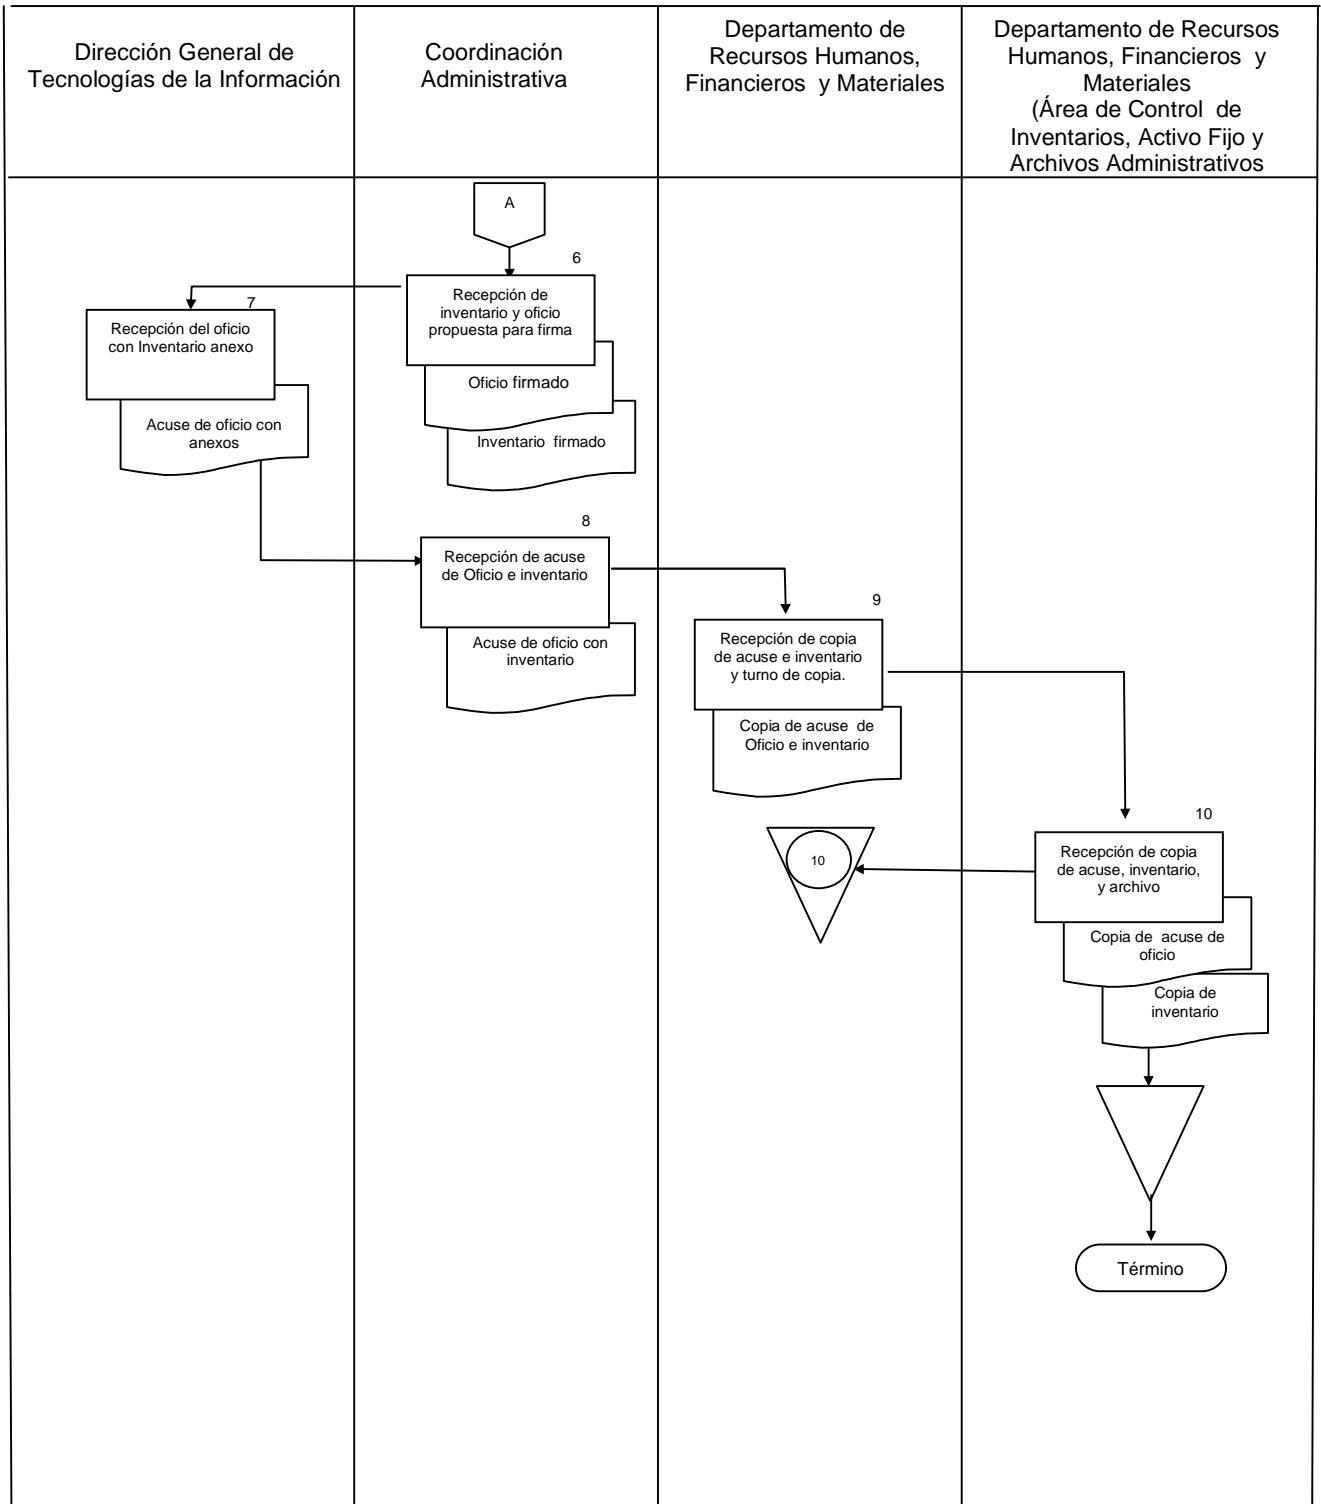 Dirección General de
Tecnologías de la Información
Coordinación
Administrativa
Departamento de
Recursos Humanos,
Financieros y Materiales
Departamento de Recursos
Humanos, Financieros y
Materiales
(Área de Control de
Inventarios, Activo Fijo y
Archivos Administrativos
A
6
Recepción de
inventario y oficio
propuesta para firma
Oficio firmado
Inventario firmado
7
Recepción del oficio
con Inventario anexo
Acuse de oficio con
anexos
8
Recepción de acuse
de Oficio e inventario
Acuse de oficio con
inventario
9
Recepción de copia
de acuse e inventario
y turno de copia.
Copia de acuse de
Oficio e inventario
10
Recepción de copia
de acuse, inventario,
y archivo
Copia de acuse de
oficio
Copia de
inventario
10
Término